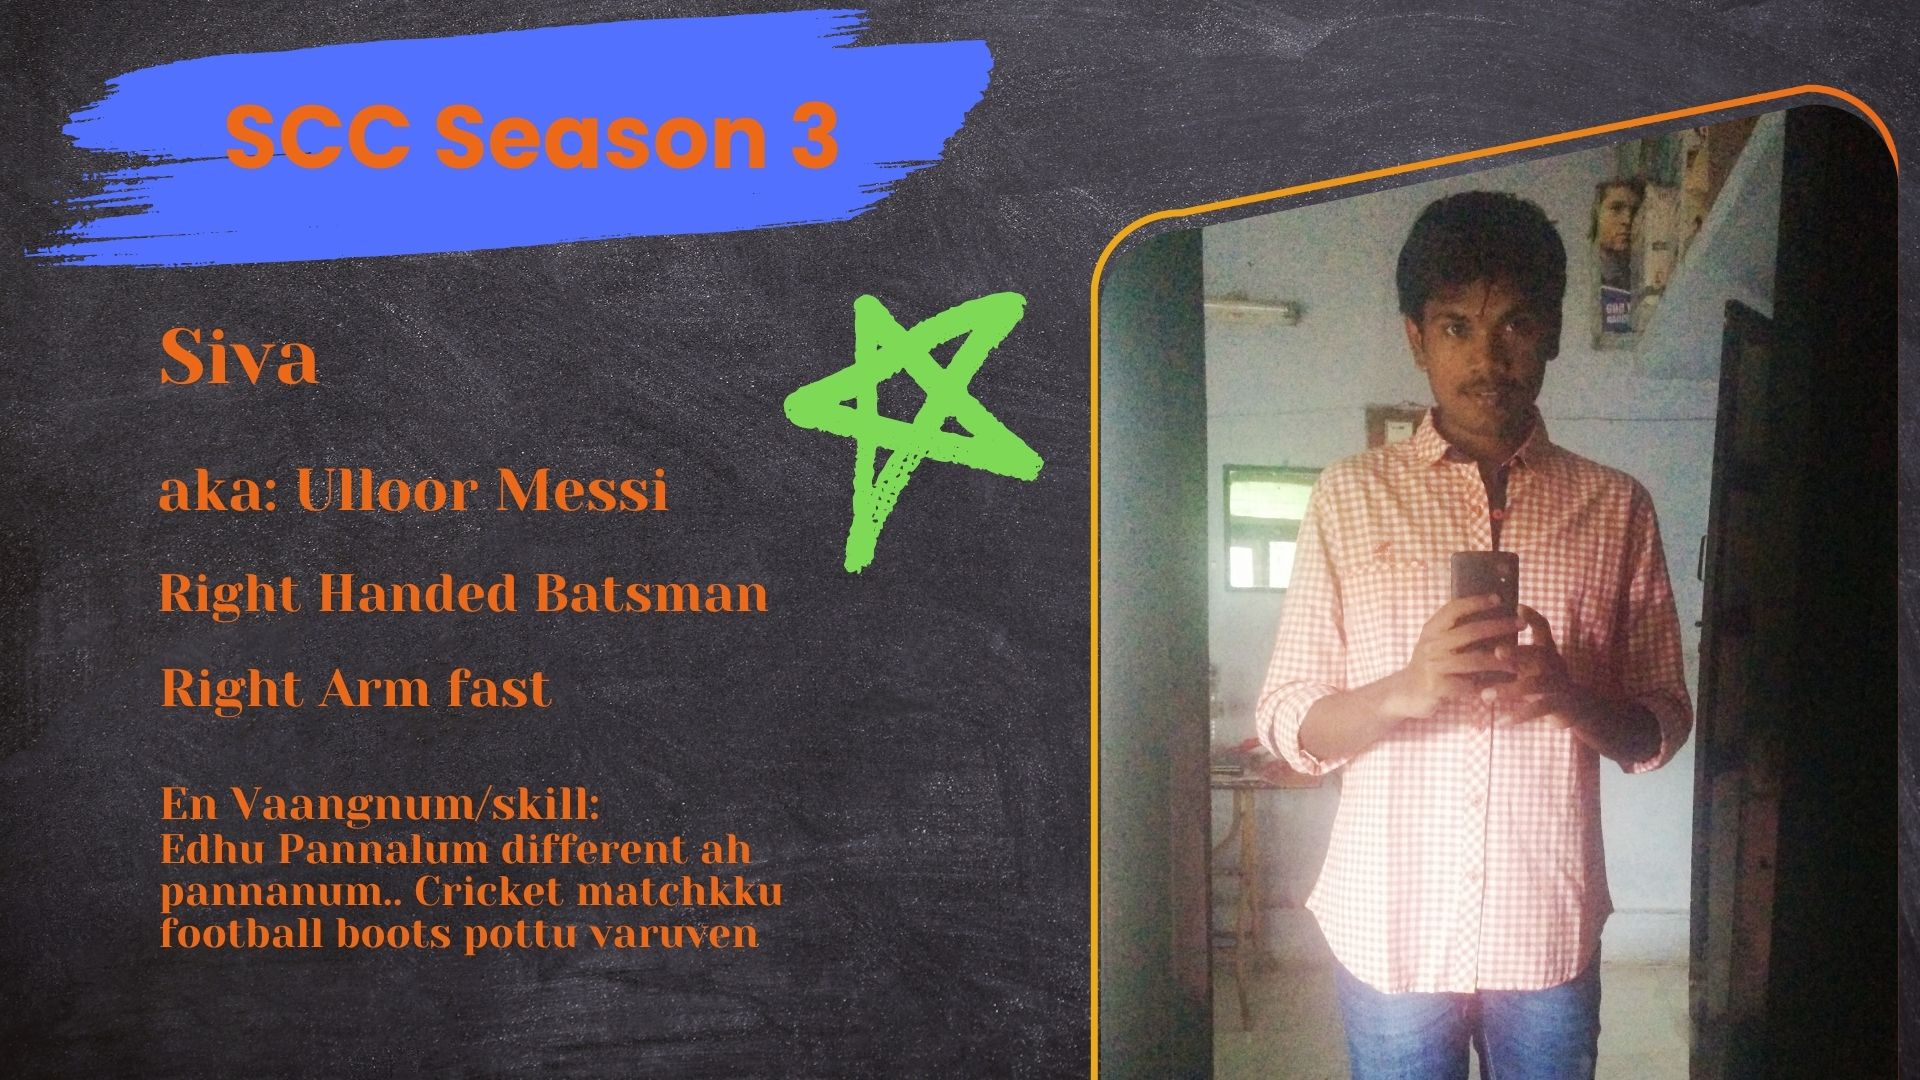 SCC Season 3
Siva
aka: Ulloor Messi
Right Handed Batsman
Right Arm fast
En Vaangnum/skill:
Edhu Pannalum different ah
pannanum.. Cricket matchkku
football boots pottu varuven